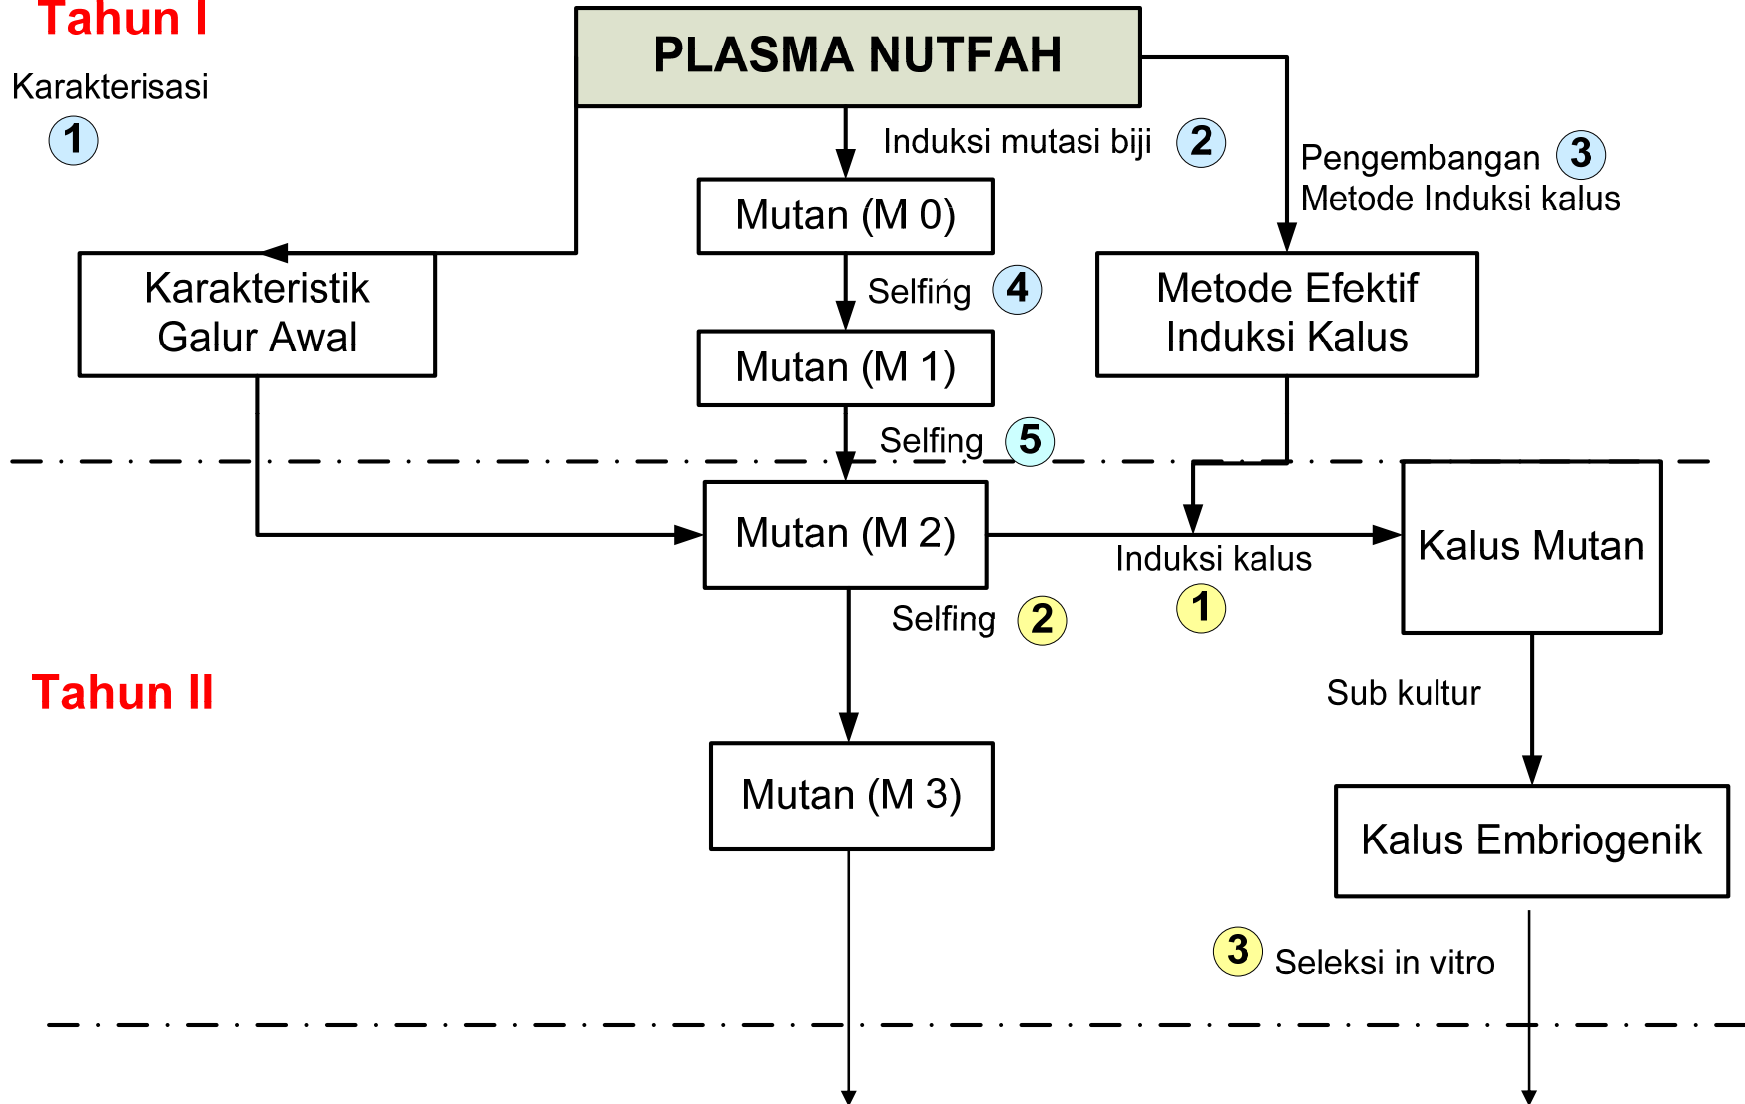 Tahun I
PLASMA NUTFAH
Karakterisasi
1
Induksi mutasi biji 2
Pengembangan 3
Metode Induksi kalus
Mutan (M 0)
Karakteristik
Galur Awal
Selfing 4
Metode Efektif
Induksi Kalus
Mutan (M 1)
Selfing 5
Mutan (M 2)
Induksi kalus
1
Kalus Mutan
Selfing 2
Tahun II
Sub kultur
Mutan (M 3)
Kalus Embriogenik
3 Seleksi in vitro